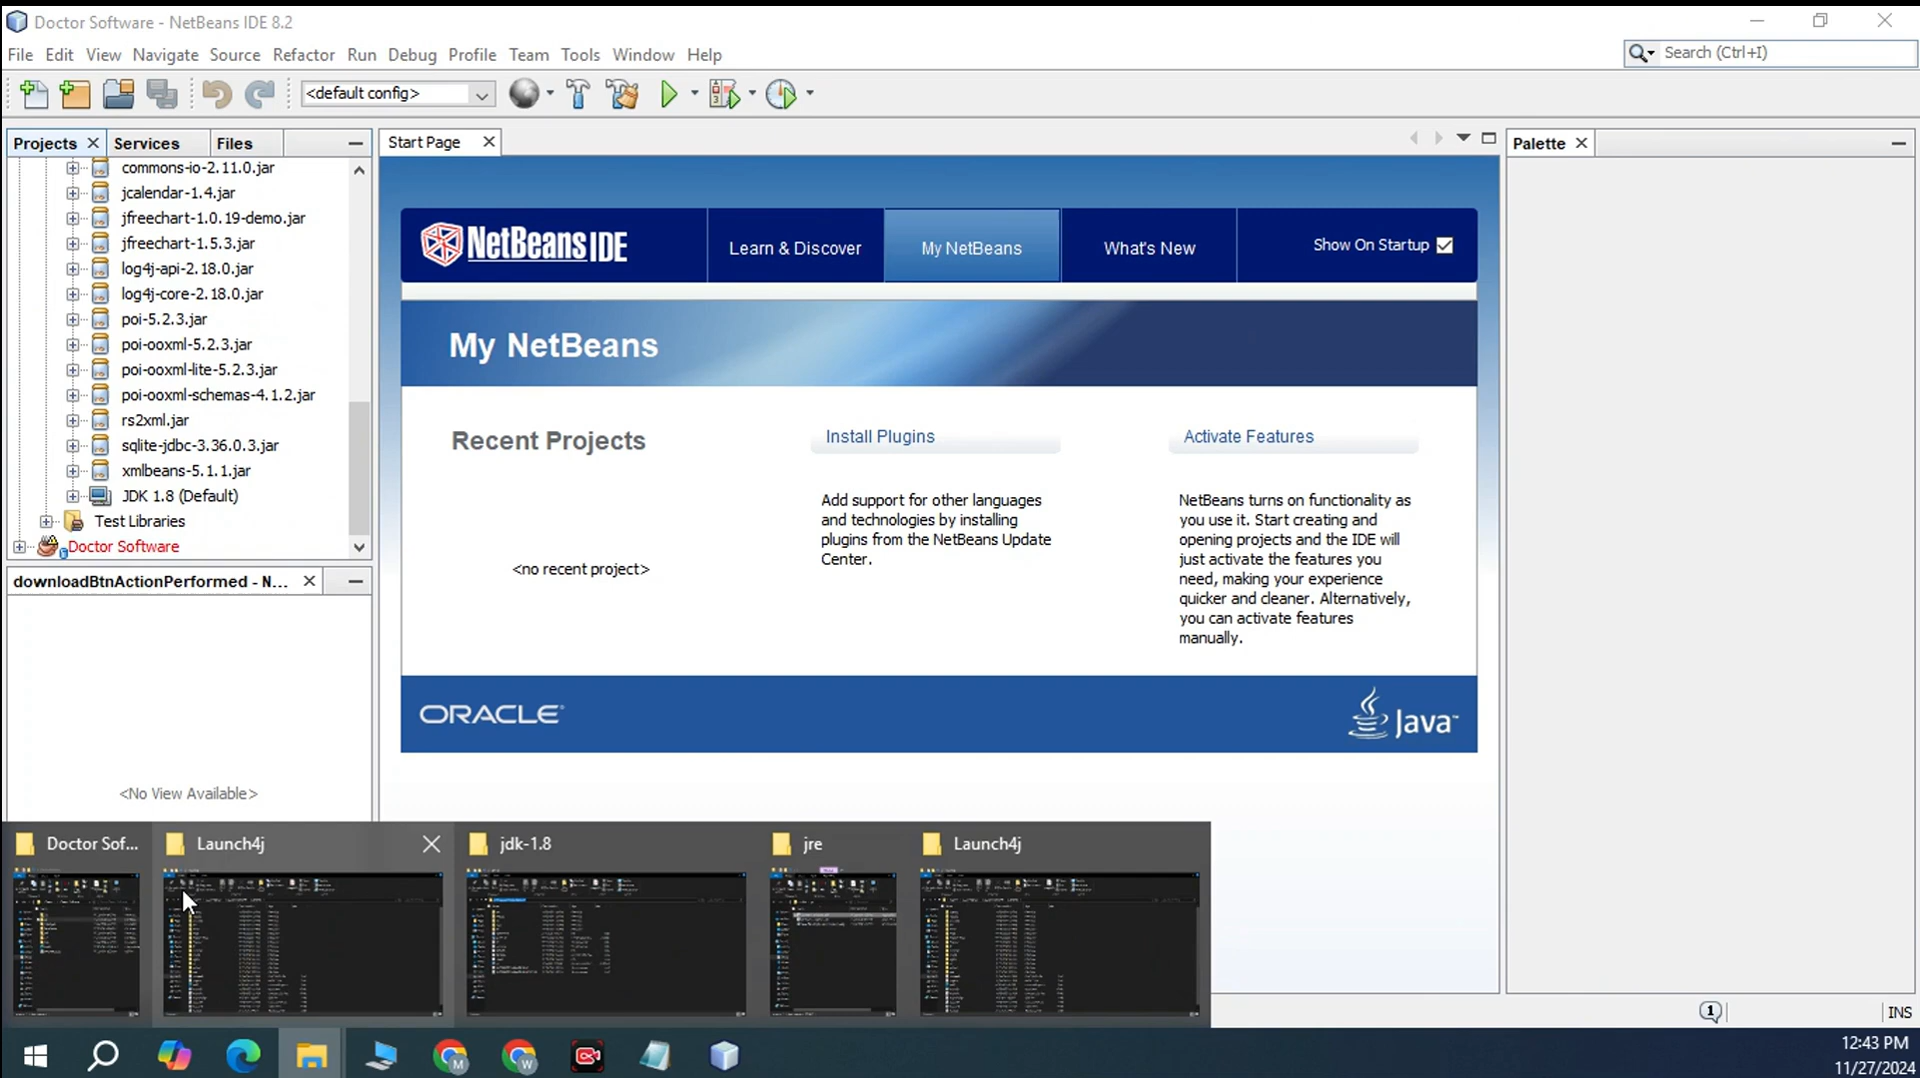 Doctor Software - NetBeans IDE 8.2
File Edit View Navigate Source Refactor Run Debug Profile Team Tools Window Help
Search (Ctrl+I)
<default config>
Projects Services Files
Start Page
Palette
commons-io-2.11.0.jar
jcalendar-1.4.jar
jfreechart-1.0.19-demo.jar
jfreechart-1.5.3.jar
log4j-api-2.18.0.jar
log4j-core-2.18.0.jar
poi-5.2.3.jar
poi-ooxml-5.2.3.jar
poi-ooxml-lite-5.2.3.jar
poi-ooxml-schemas-4.1.2.jar
rs2xml.jar
sqlite-jdbc-3.36.0.3.jar
xmlbeans-5.1.1.jar
JDK 1.8 (Default)
Test Libraries
Doctor Software
downloadBtnActionPerformed - N...
<No View Available>
NetBeans IDE
Learn & Discover
My NetBeans
What's New
Show On Startup
My NetBeans
Recent Projects
<no recent project>
Install Plugins
Add support for other languages
and technologies by installing
plugins from the NetBeans Update
Center.
Activate Features
NetBeans turns on functionality as
you use it. Start creating and
opening projects and the IDE will
just activate the features you
need, making your experience
quicker and cleaner. Alternatively,
you can activate features
manually.
ORACLE
Java
Doctor Sof...
Launch4j
jdk-1.8
jre
Launch4j
1
INS
M
W
12:43 PM
11/27/2024